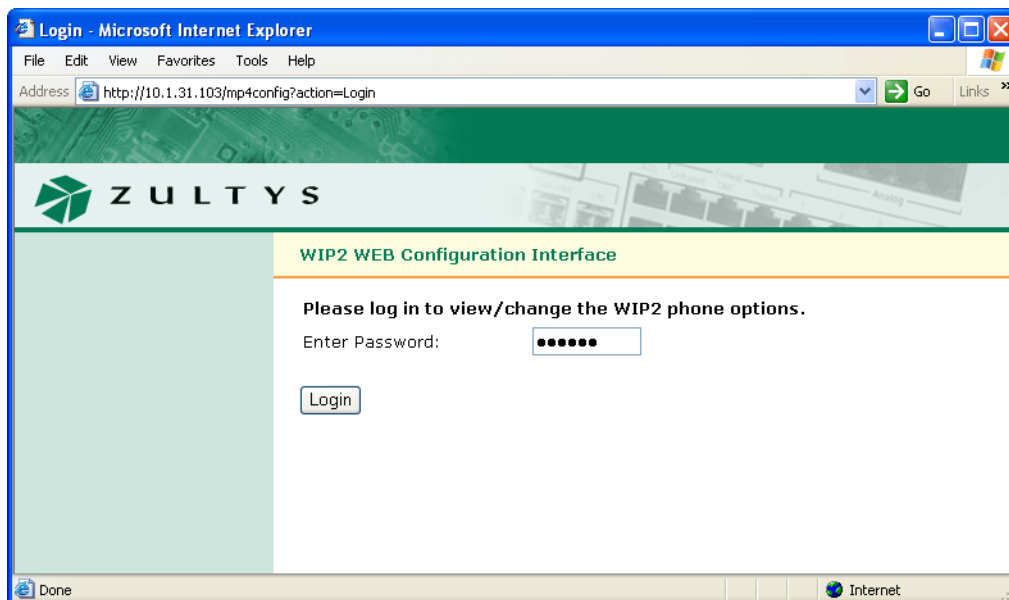 Login - Microsoft Internet Explorer
File Edit View Favorites Tools Help
Address http://10.1.31.103/mp4config?action=Login Go Links »
ZULTYS
WIP2 WEB Configuration Interface
Please log in to view/change the WIP2 phone options.
Enter Password: ●●●●●●
Login
Done Internet